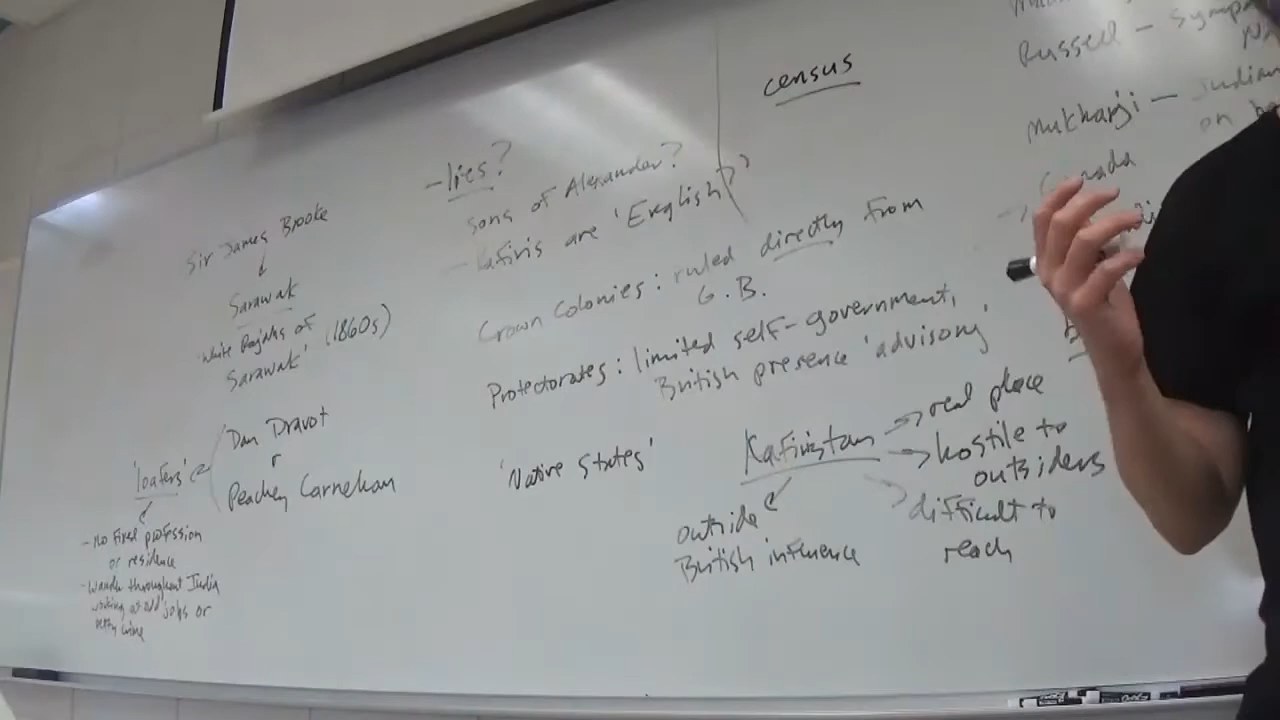 Sir James Brooke
Sarawak
'White Rajahs of
Sarawak' (1860s)
Dan Dravot
Peachey Carnehan
'loafers'
- no fixed profession
or residence
- wander throughout India
working at odd jobs or
petty crime
- lies?
sons of Alexander?
- Kafiris are 'English'?
Crown Colonies: ruled directly from
G.B.
Protectorates: limited self-government,
British presence 'advisory'.
'Native States'
Kafiristan
real place
hostile to
outsiders
difficult to
reach
outside
British influence
census
Russell -
Mukharji - Indian
on
Canada